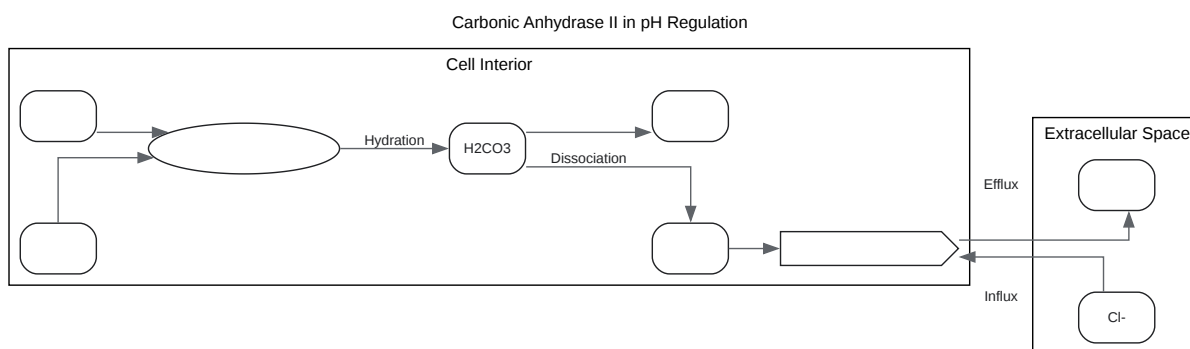 Carbonic Anhydrase II in pH Regulation
Cell Interior
Hydration
H2CO3
Dissociation
Extracellular Space
Efflux
Influx
Cl-